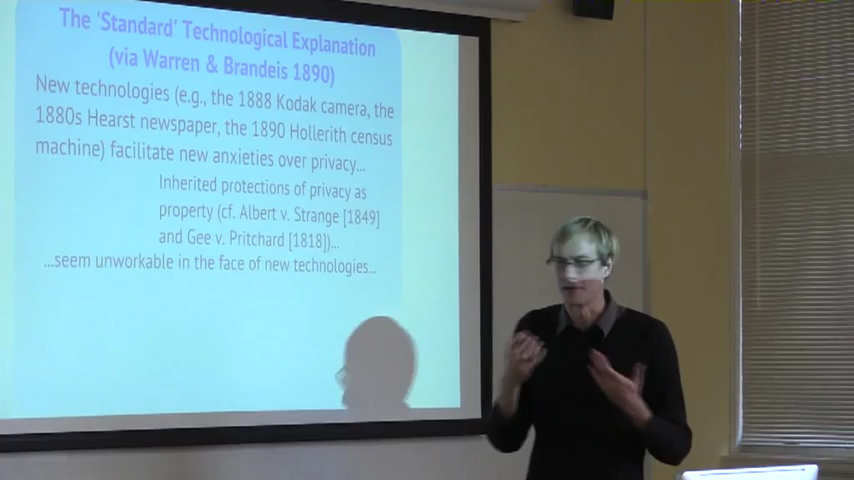 The 'Standard' Technological Explanation
(via Warren & Brandeis 1890)
New technologies (e.g., the 1888 Kodak camera, the
1880s Hearst newspaper, the 1890 Hollerith census
machine) facilitate new anxieties over privacy...
Inherited protections of privacy as
property (cf. Albert v. Strange [1849]
and Gee v. Pritchard [1818])...
...seem unworkable in the face of new technologies...